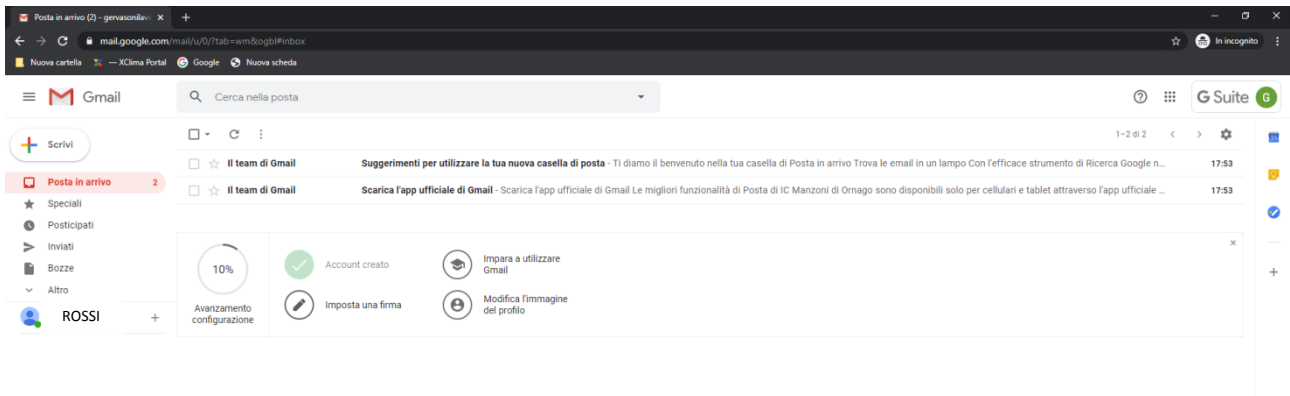 Posta in arrivo (2) - gervasonilavi
mail.google.com/mail/u/0/?tab=wm&ogbl#inbox
In incognito
Nuova cartella
— XClima Portal
Google
Nuova scheda
Gmail
Cerca nella posta
G Suite
G
Scrivi
1–2 di 2
Posta in arrivo 2
Speciali
Posticipati
Inviati
Bozze
Altro
ROSSI
Il team di Gmail Suggerimenti per utilizzare la tua nuova casella di posta - Ti diamo il benvenuto nella tua casella di Posta in arrivo Trova le email in un lampo Con l'efficace strumento di Ricerca Google n... 17:53
Il team di Gmail Scarica l'app ufficiale di Gmail - Scarica l'app ufficiale di Gmail Le migliori funzionalità di Posta di IC Manzoni di Ornago sono disponibili solo per cellulari e tablet attraverso l'app ufficiale ... 17:53
10%
Avanzamento
configurazione
Account creato
Imposta una firma
Impara a utilizzare
Gmail
Modifica l'immagine
del profilo